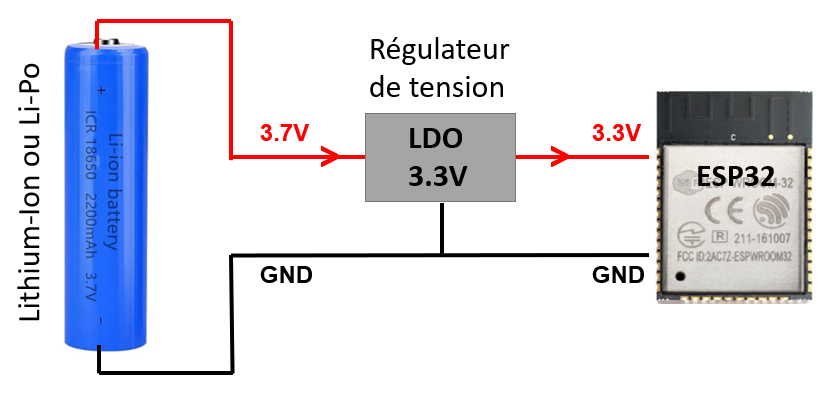 Lithium-Ion ou Li-Po
+
Li-ion battery
ICR 18650 2200mAh 3.7V
-
3.7V
Régulateur
de tension
LDO
3.3V
3.3V
GND
GND
C
ESP32
CE
R 211-161007
FCC ID:2AC7Z-ESPWROOM32